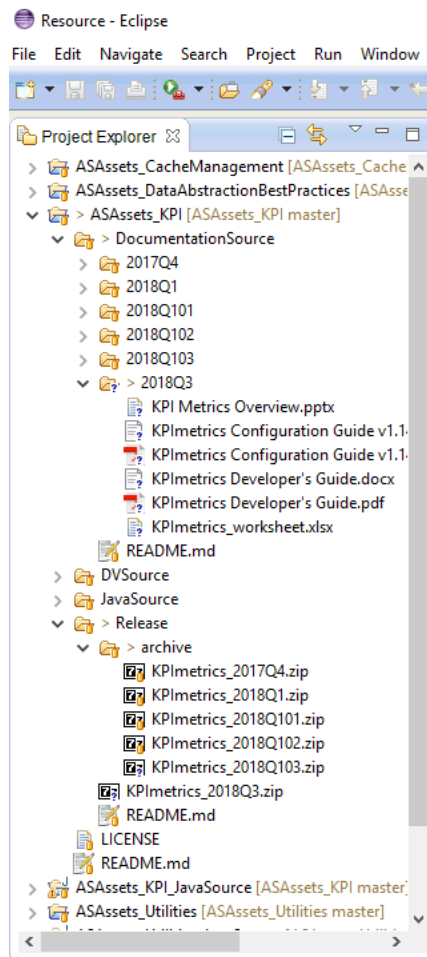 Resource - Eclipse
File Edit Navigate Search Project Run Window
Project Explorer
ASAssets_CacheManagement [ASAssets_Cache
ASAssets_DataAbstractionBestPractices [ASAsse
> ASAssets_KPI [ASAssets_KPI master]
> DocumentationSource
2017Q4
2018Q1
2018Q101
2018Q102
2018Q103
> 2018Q3
KPI Metrics Overview.pptx
KPImetrics Configuration Guide v1.1
KPImetrics Configuration Guide v1.1
KPImetrics Developer's Guide.docx
KPImetrics Developer's Guide.pdf
KPImetrics_worksheet.xlsx
README.md
DVSource
JavaSource
> Release
> archive
KPImetrics_2017Q4.zip
KPImetrics_2018Q1.zip
KPImetrics_2018Q101.zip
KPImetrics_2018Q102.zip
KPImetrics_2018Q103.zip
KPImetrics_2018Q3.zip
README.md
LICENSE
README.md
ASAssets_KPI_JavaSource [ASAssets_KPI master]
ASAssets_Utilities [ASAssets_Utilities master]